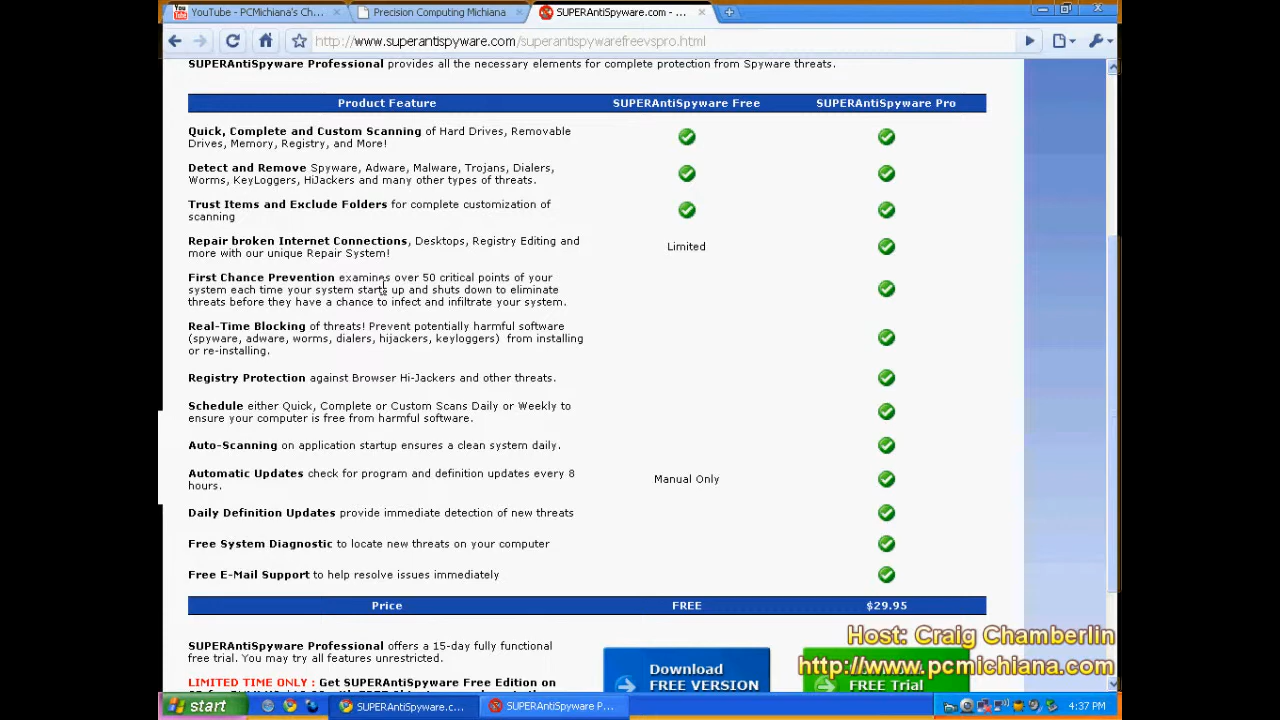 YouTube - PCMichiana's Ch...
Precision Computing Michiana
SUPERAntiSpyware.com - ...
http://www.superantispyware.com/superantispywarefreevspro.html
SUPERAntiSpyware Professional provides all the necessary elements for complete protection from Spyware threats.
Product Feature SUPERAntiSpyware Free SUPERAntiSpyware Pro
Quick, Complete and Custom Scanning of Hard Drives, Removable
Drives, Memory, Registry, and More!
Detect and Remove Spyware, Adware, Malware, Trojans, Dialers,
Worms, KeyLoggers, HiJackers and many other types of threats.
Trust Items and Exclude Folders for complete customization of
scanning
Repair broken Internet Connections, Desktops, Registry Editing and
more with our unique Repair System!
Limited
First Chance Prevention examines over 50 critical points of your
system each time your system starts up and shuts down to eliminate
threats before they have a chance to infect and infiltrate your system.
Real-Time Blocking of threats! Prevent potentially harmful software
(spyware, adware, worms, dialers, hijackers, keyloggers) from installing
or re-installing.
Registry Protection against Browser Hi-Jackers and other threats.
Schedule either Quick, Complete or Custom Scans Daily or Weekly to
ensure your computer is free from harmful software.
Auto-Scanning on application startup ensures a clean system daily.
Automatic Updates check for program and definition updates every 8
hours.
Manual Only
Daily Definition Updates provide immediate detection of new threats
Free System Diagnostic to locate new threats on your computer
Free E-Mail Support to help resolve issues immediately
Price FREE $29.95
SUPERAntiSpyware Professional offers a 15-day fully functional
free trial. You may try all features unrestricted.
LIMITED TIME ONLY : Get SUPERAntiSpyware Free Edition on
Download
FREE VERSION
FREE Trial
Host: Craig Chamberlin
http://www.pcmichiana.com
start
SUPERAntiSpyware.c...
SUPERAntiSpyware P...
4:37 PM